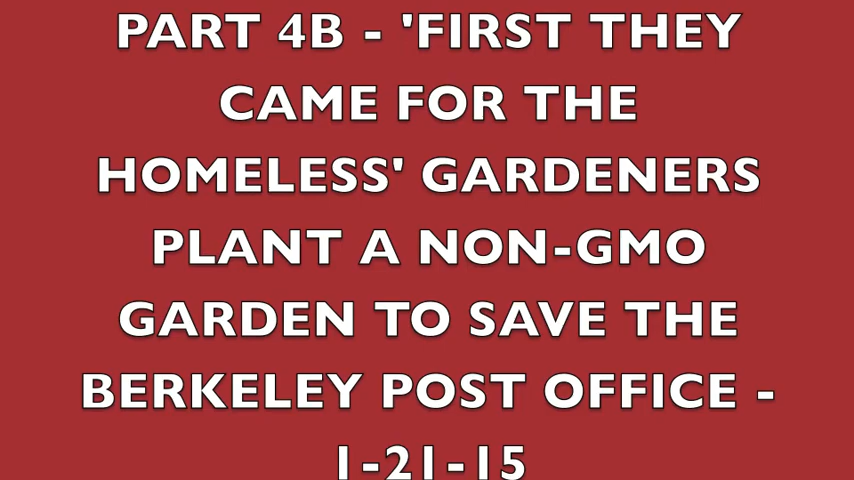 PART 4B - 'FIRST THEY
CAME FOR THE
HOMELESS' GARDENERS
PLANT A NON-GMO
GARDEN TO SAVE THE
BERKELEY POST OFFICE -
1-21-15